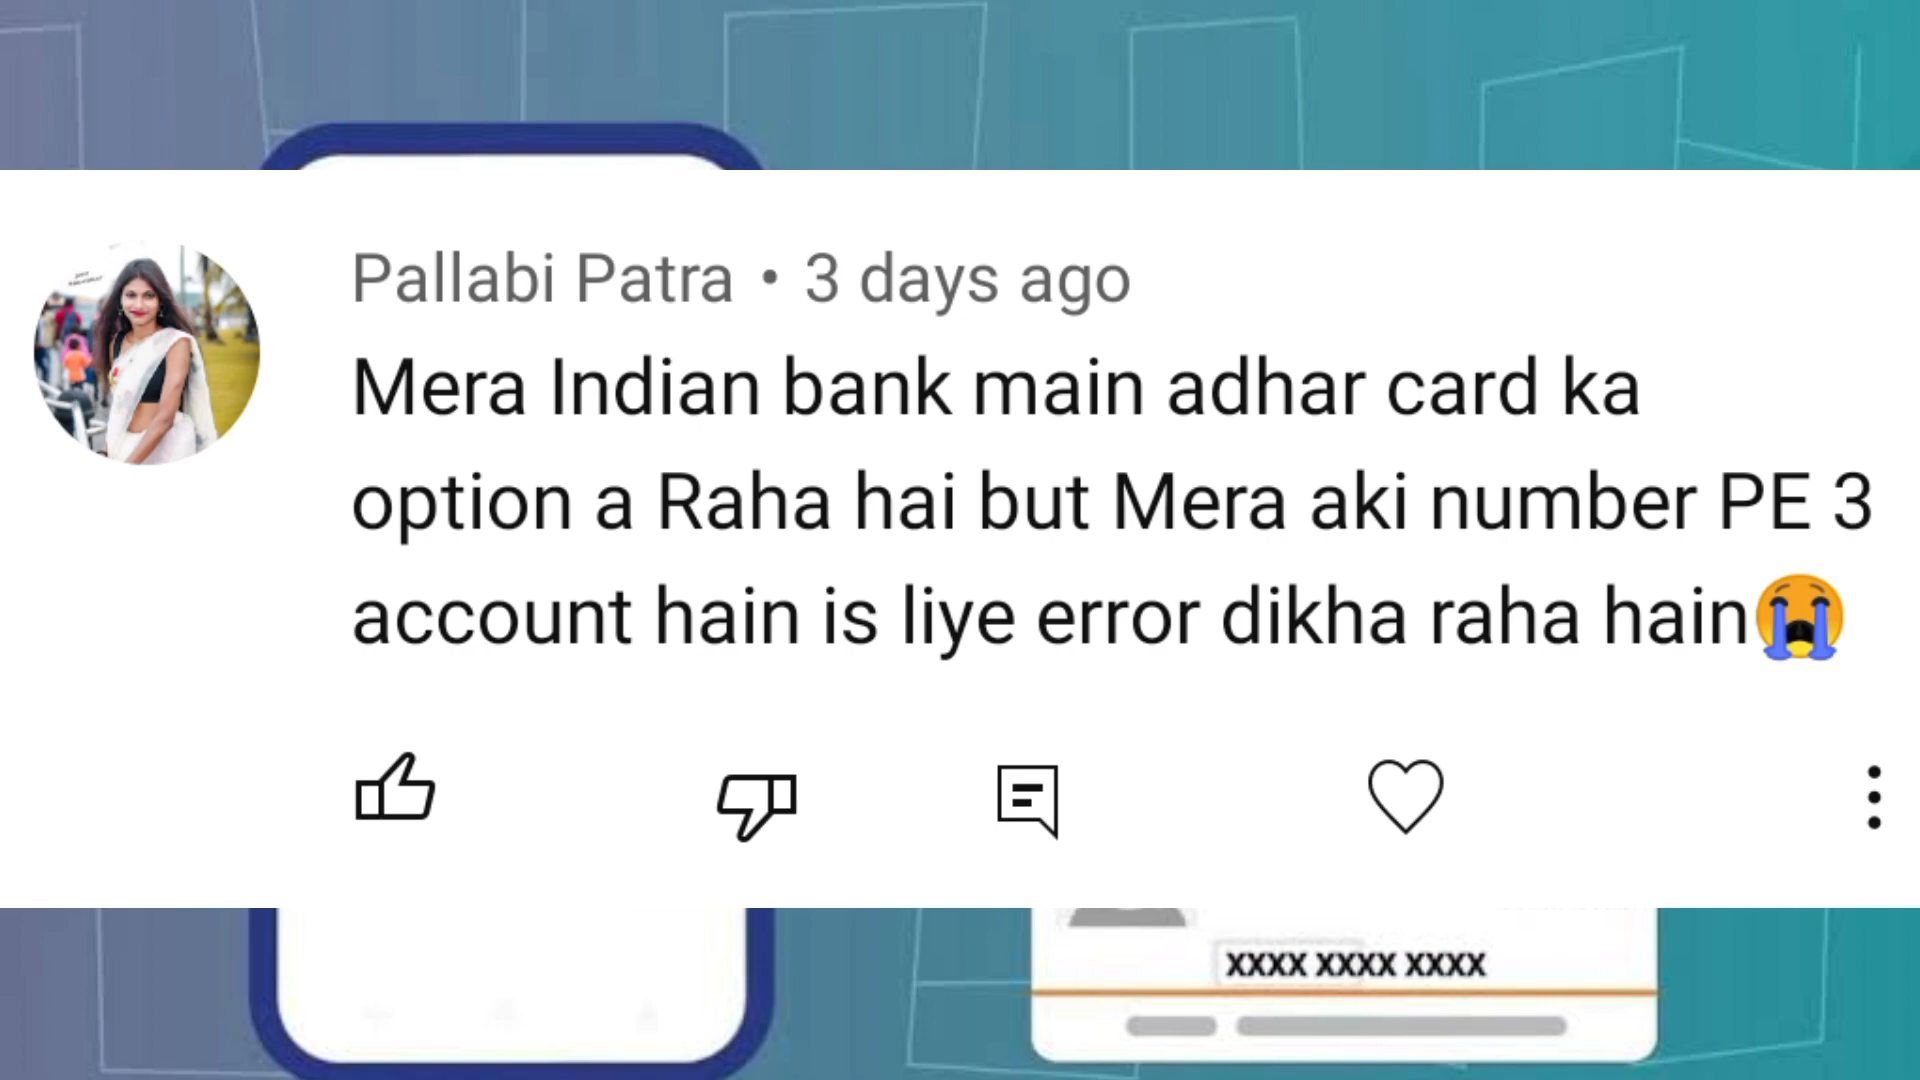 Pallabi Patra • 3 days ago
Mera Indian bank main adhar card ka
option a Raha hai but Mera aki number PE 3
account hain is liye error dikha raha hain😭
XXXX XXXX XXXX